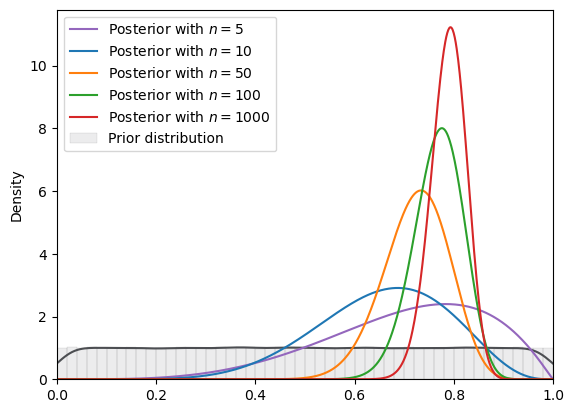 Posterior with n = 5
Posterior with n = 10
Posterior with n = 50
Posterior with n = 100
Posterior with n = 1000
Prior distribution
Density
10
8
6
4
2
0
0.0 0.2 0.4 0.6 0.8 1.0